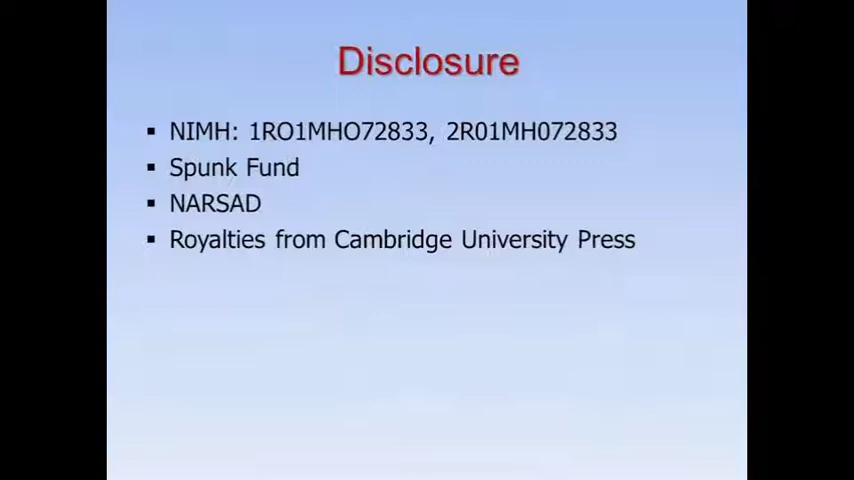 Disclosure
▪ NIMH: 1RO1MHO72833, 2R01MH072833
▪ Spunk Fund
▪ NARSAD
▪ Royalties from Cambridge University Press